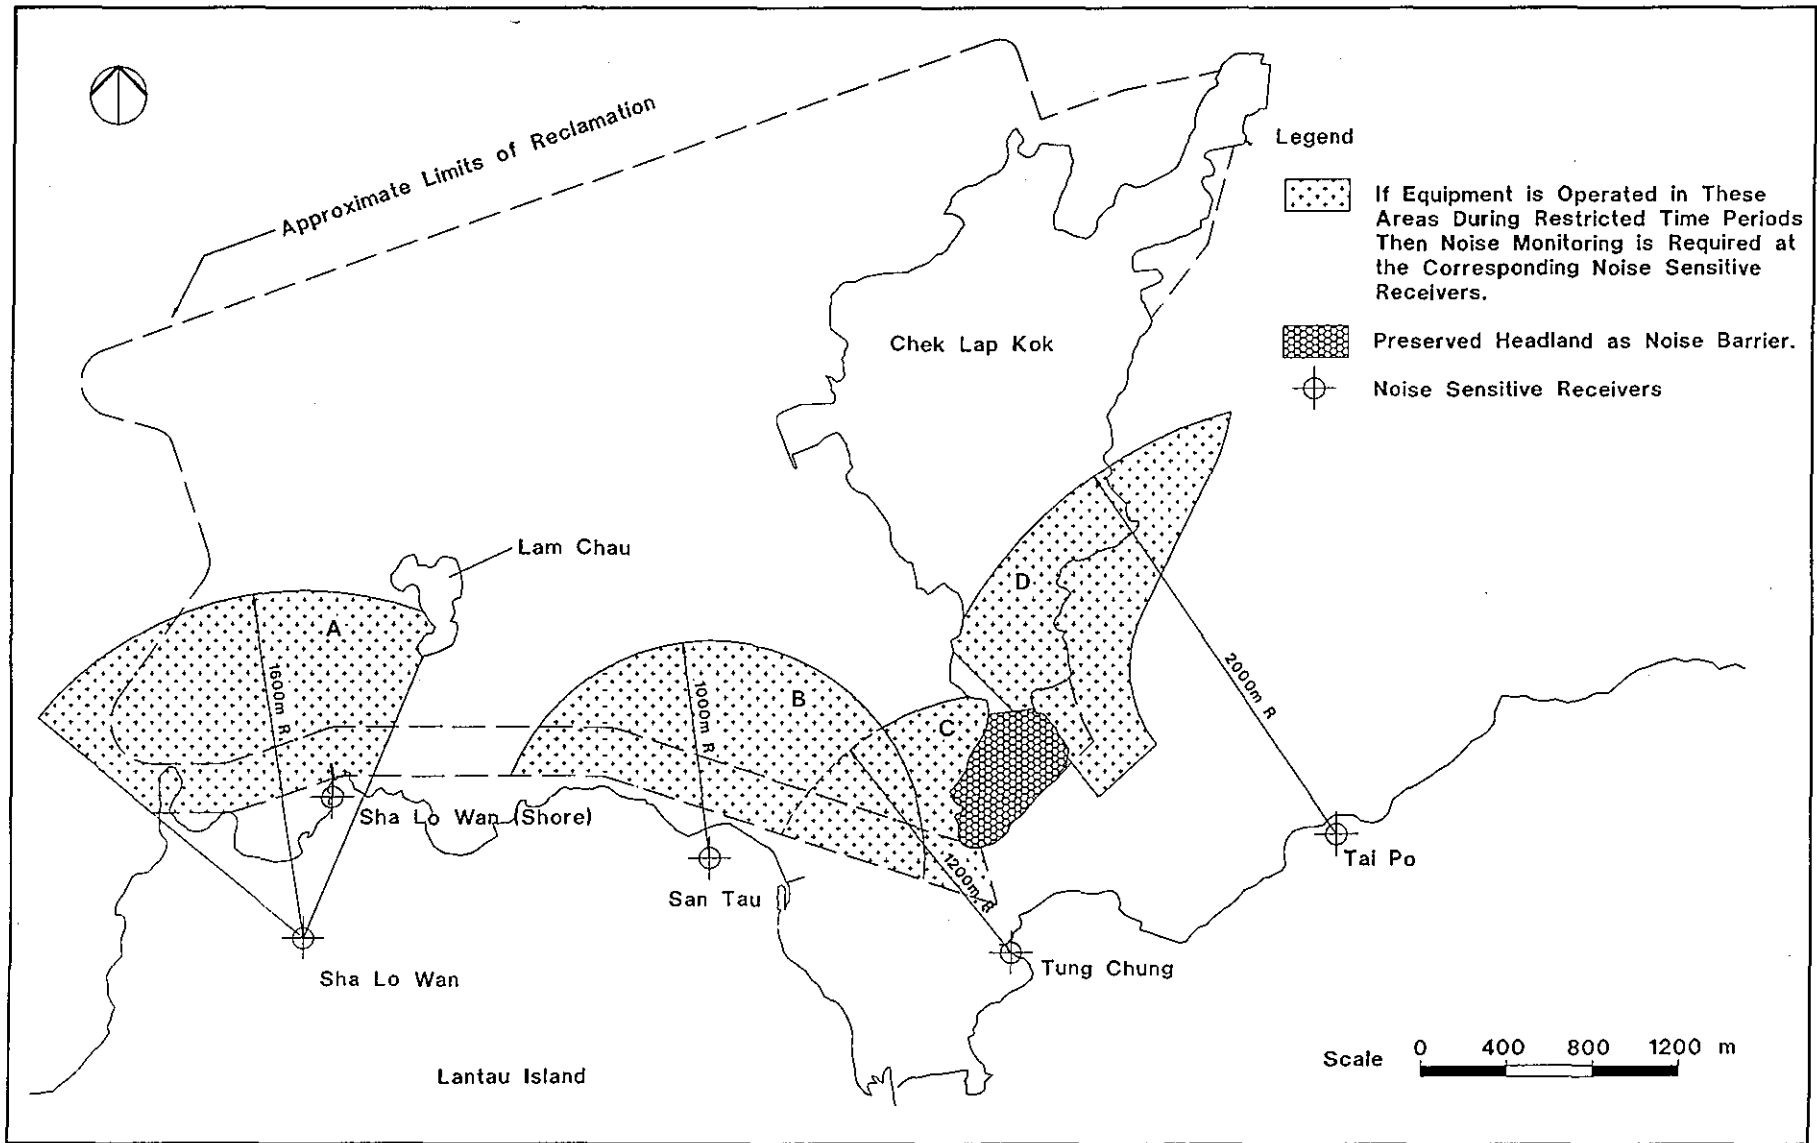 Approximate Limits of Reclamation
Legend
If Equipment is Operated in These
Areas During Restricted Time Periods
Then Noise Monitoring is Required at
the Corresponding Noise Sensitive
Receivers.
Preserved Headland as Noise Barrier.
Noise Sensitive Receivers
Chek Lap Kok
Lam Chau
A
1600m R
B
1000m R
C
1200m R
D
2000m R
Sha Lo Wan (Shore)
San Tau
Tai Po
Sha Lo Wan
Tung Chung
Lantau Island
Scale 0 400 800 1200 m